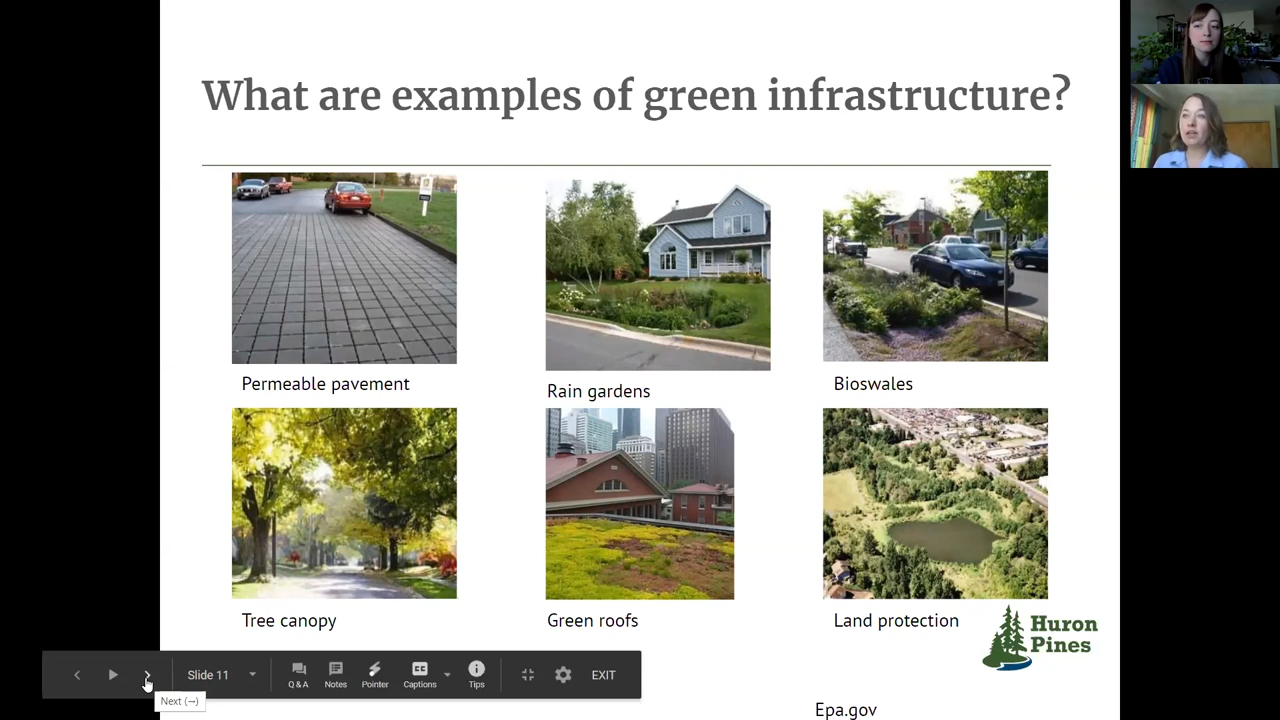 What are examples of green infrastructure?
Permeable pavement
Rain gardens
Bioswales
Tree canopy
Green roofs
Land protection
Huron
Pines
Slide 11
Q & A
Notes
Pointer
Captions
Tips
EXIT
Next (→)
Epa.gov